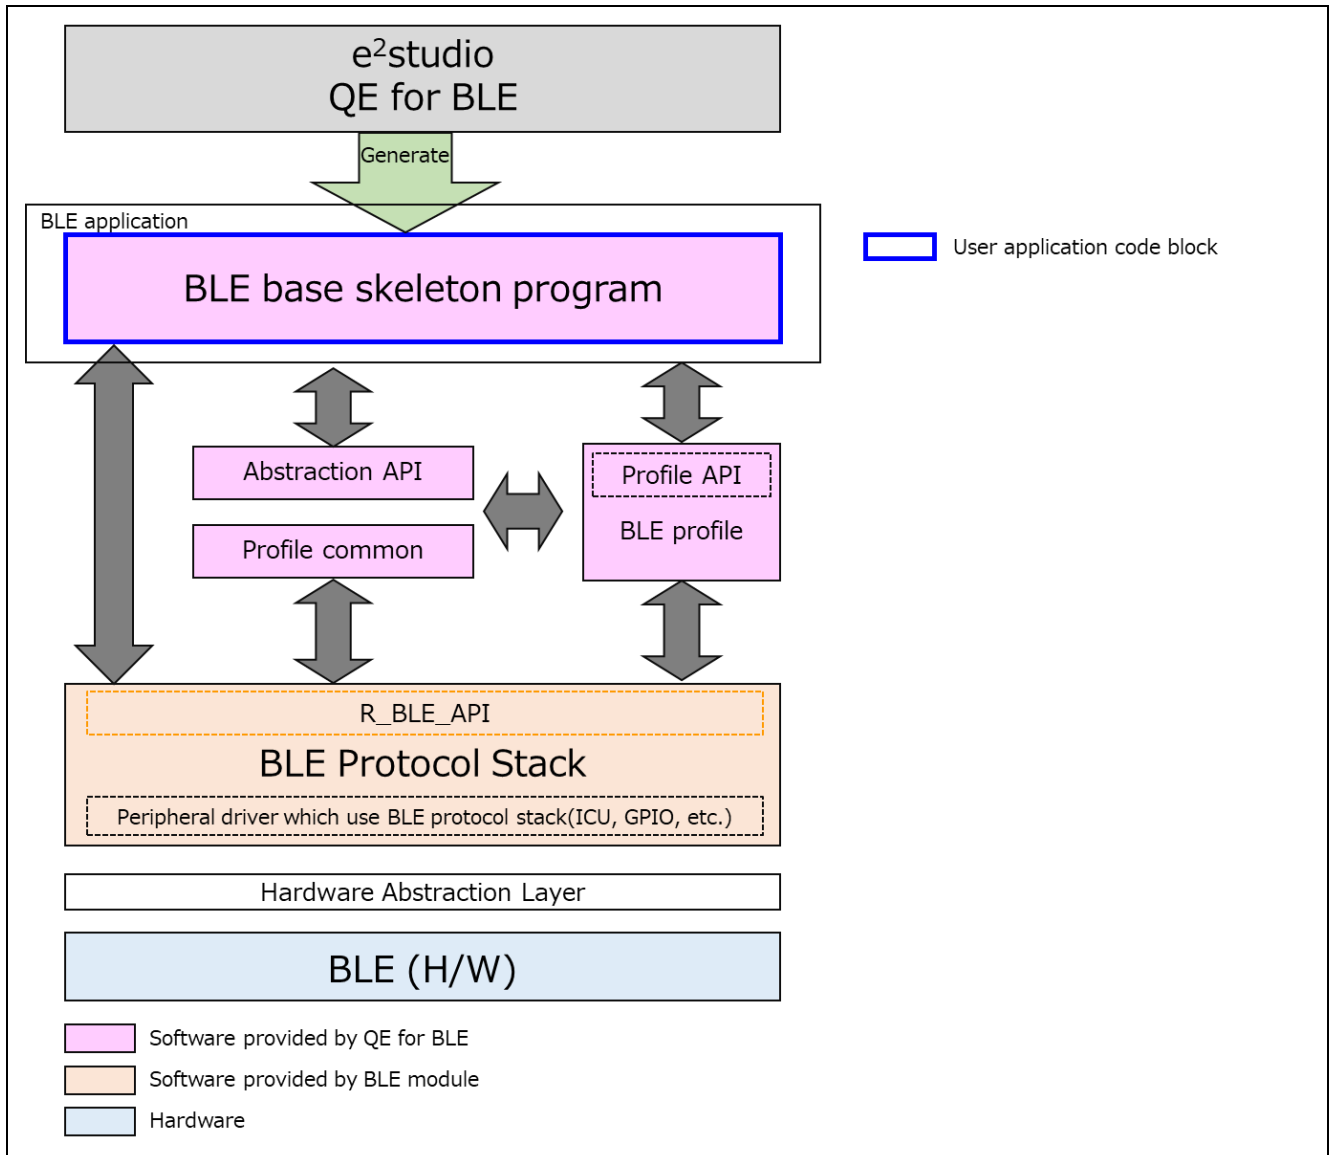 e²studio
QE for BLE
Generate
BLE application
BLE base skeleton program
User application code block
Abstraction API
Profile API
BLE profile
Profile common
R_BLE_API
BLE Protocol Stack
Peripheral driver which use BLE protocol stack(ICU, GPIO, etc.)
Hardware Abstraction Layer
BLE (H/W)
Software provided by QE for BLE
Software provided by BLE module
Hardware